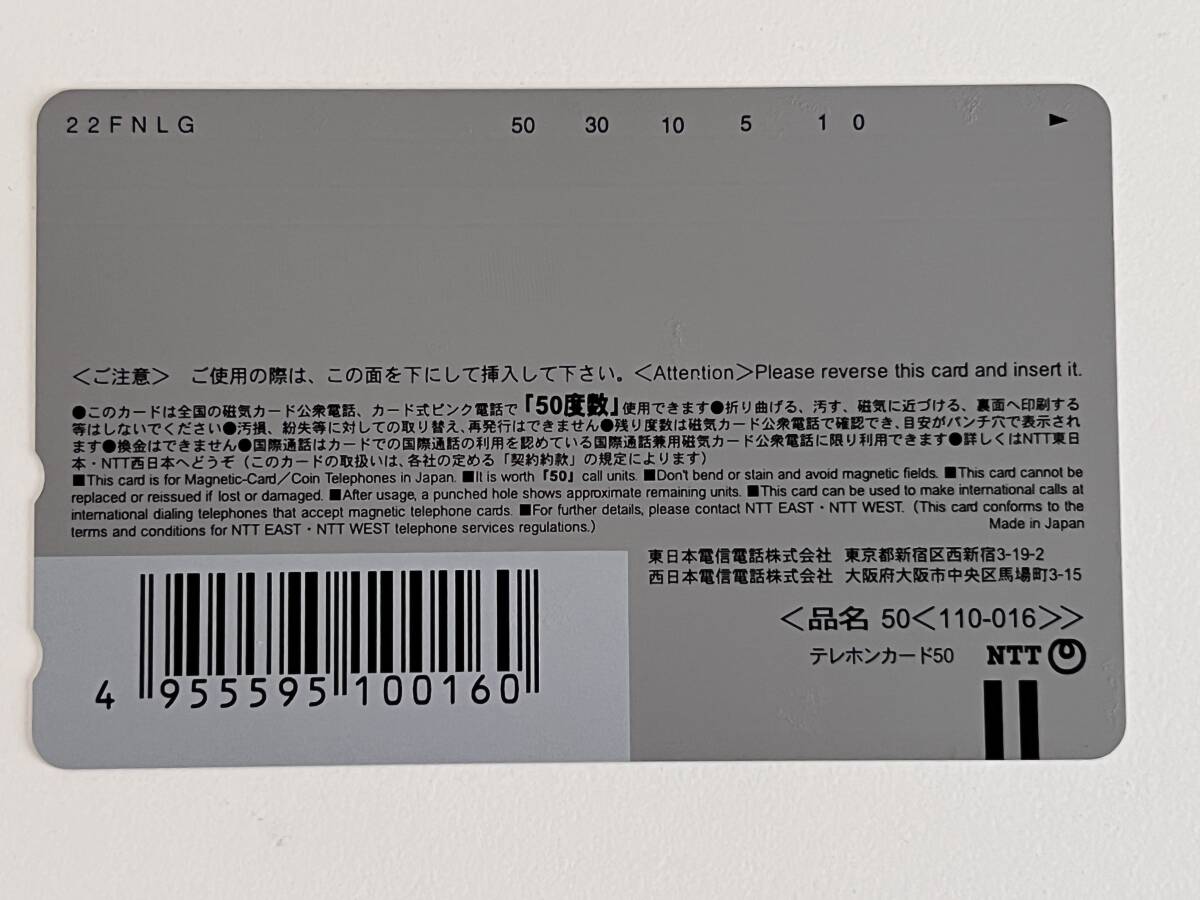 22FNLG 50 30 10 5 1 0 ►
＜ご注意＞ ご使用の際は、この面を下にして挿入して下さい。＜Attention＞Please reverse this card and insert it.
●このカードは全国の磁気カード公衆電話、カード式ピンク電話で「50度数」使用できます●折り曲げる、汚す、磁気に近づける、裏面へ印刷する
等はしないでください●汚損、紛失等に対しての取り替え、再発行はできません●残り度数は磁気カード公衆電話で確認でき、目安がパンチ穴で表示され
ます●換金はできません●国際通話はカードでの国際通話の利用を認めている国際通話兼用磁気カード公衆電話に限り利用できます●詳しくはNTT東日
本・NTT西日本へどうぞ（このカードの取扱いは、各社の定める「契約約款」の規定によります）
■This card is for Magnetic-Card／Coin Telephones in Japan. ■It is worth「50」call units. ■Don't bend or stain and avoid magnetic fields. ■This card cannot be
replaced or reissued if lost or damaged. ■After usage, a punched hole shows approximate remaining units. ■This card can be used to make international calls at
international dialing telephones that accept magnetic telephone cards. ■For further details, please contact NTT EAST・NTT WEST. (This card conforms to the
terms and conditions for NTT EAST・NTT WEST telephone services regulations.) Made in Japan
東日本電信電話株式会社 東京都新宿区西新宿3-19-2
西日本電信電話株式会社 大阪府大阪市中央区馬場町3-15
＜品名 50＜110-016＞＞
テレホンカード50 NTT
4 955595 100160